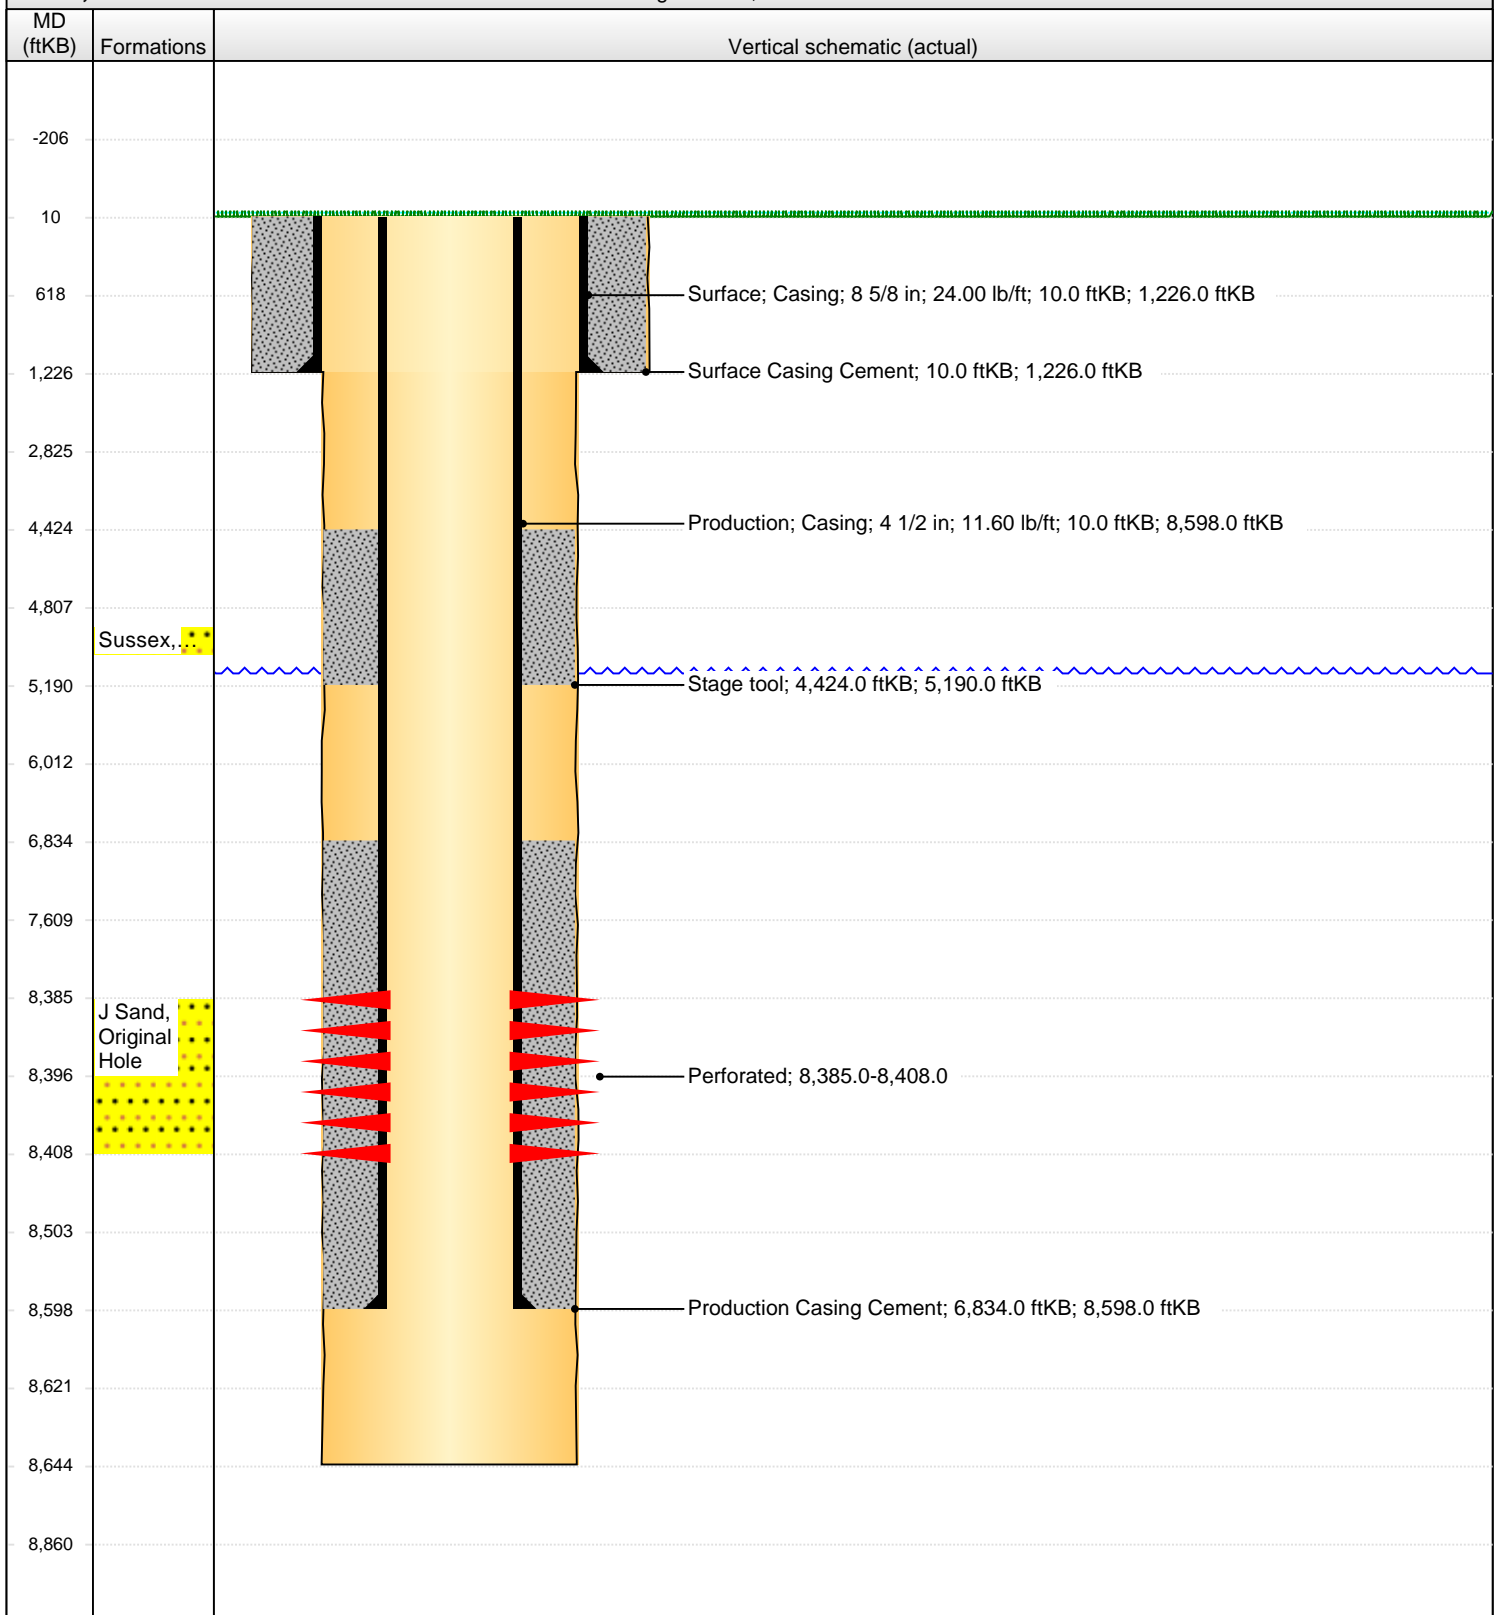 MD
(ftKB)
Formations
Vertical schematic (actual)
-206
10
618
Surface; Casing; 8 5/8 in; 24.00 lb/ft; 10.0 ftKB; 1,226.0 ftKB
1,226
Surface Casing Cement; 10.0 ftKB; 1,226.0 ftKB
2,825
4,424
Production; Casing; 4 1/2 in; 11.60 lb/ft; 10.0 ftKB; 8,598.0 ftKB
4,807
Sussex,...
5,190
Stage tool; 4,424.0 ftKB; 5,190.0 ftKB
6,012
6,834
7,609
8,385
J Sand,
Original
Hole
8,396
Perforated; 8,385.0-8,408.0
8,408
8,503
8,598
Production Casing Cement; 6,834.0 ftKB; 8,598.0 ftKB
8,621
8,644
8,860